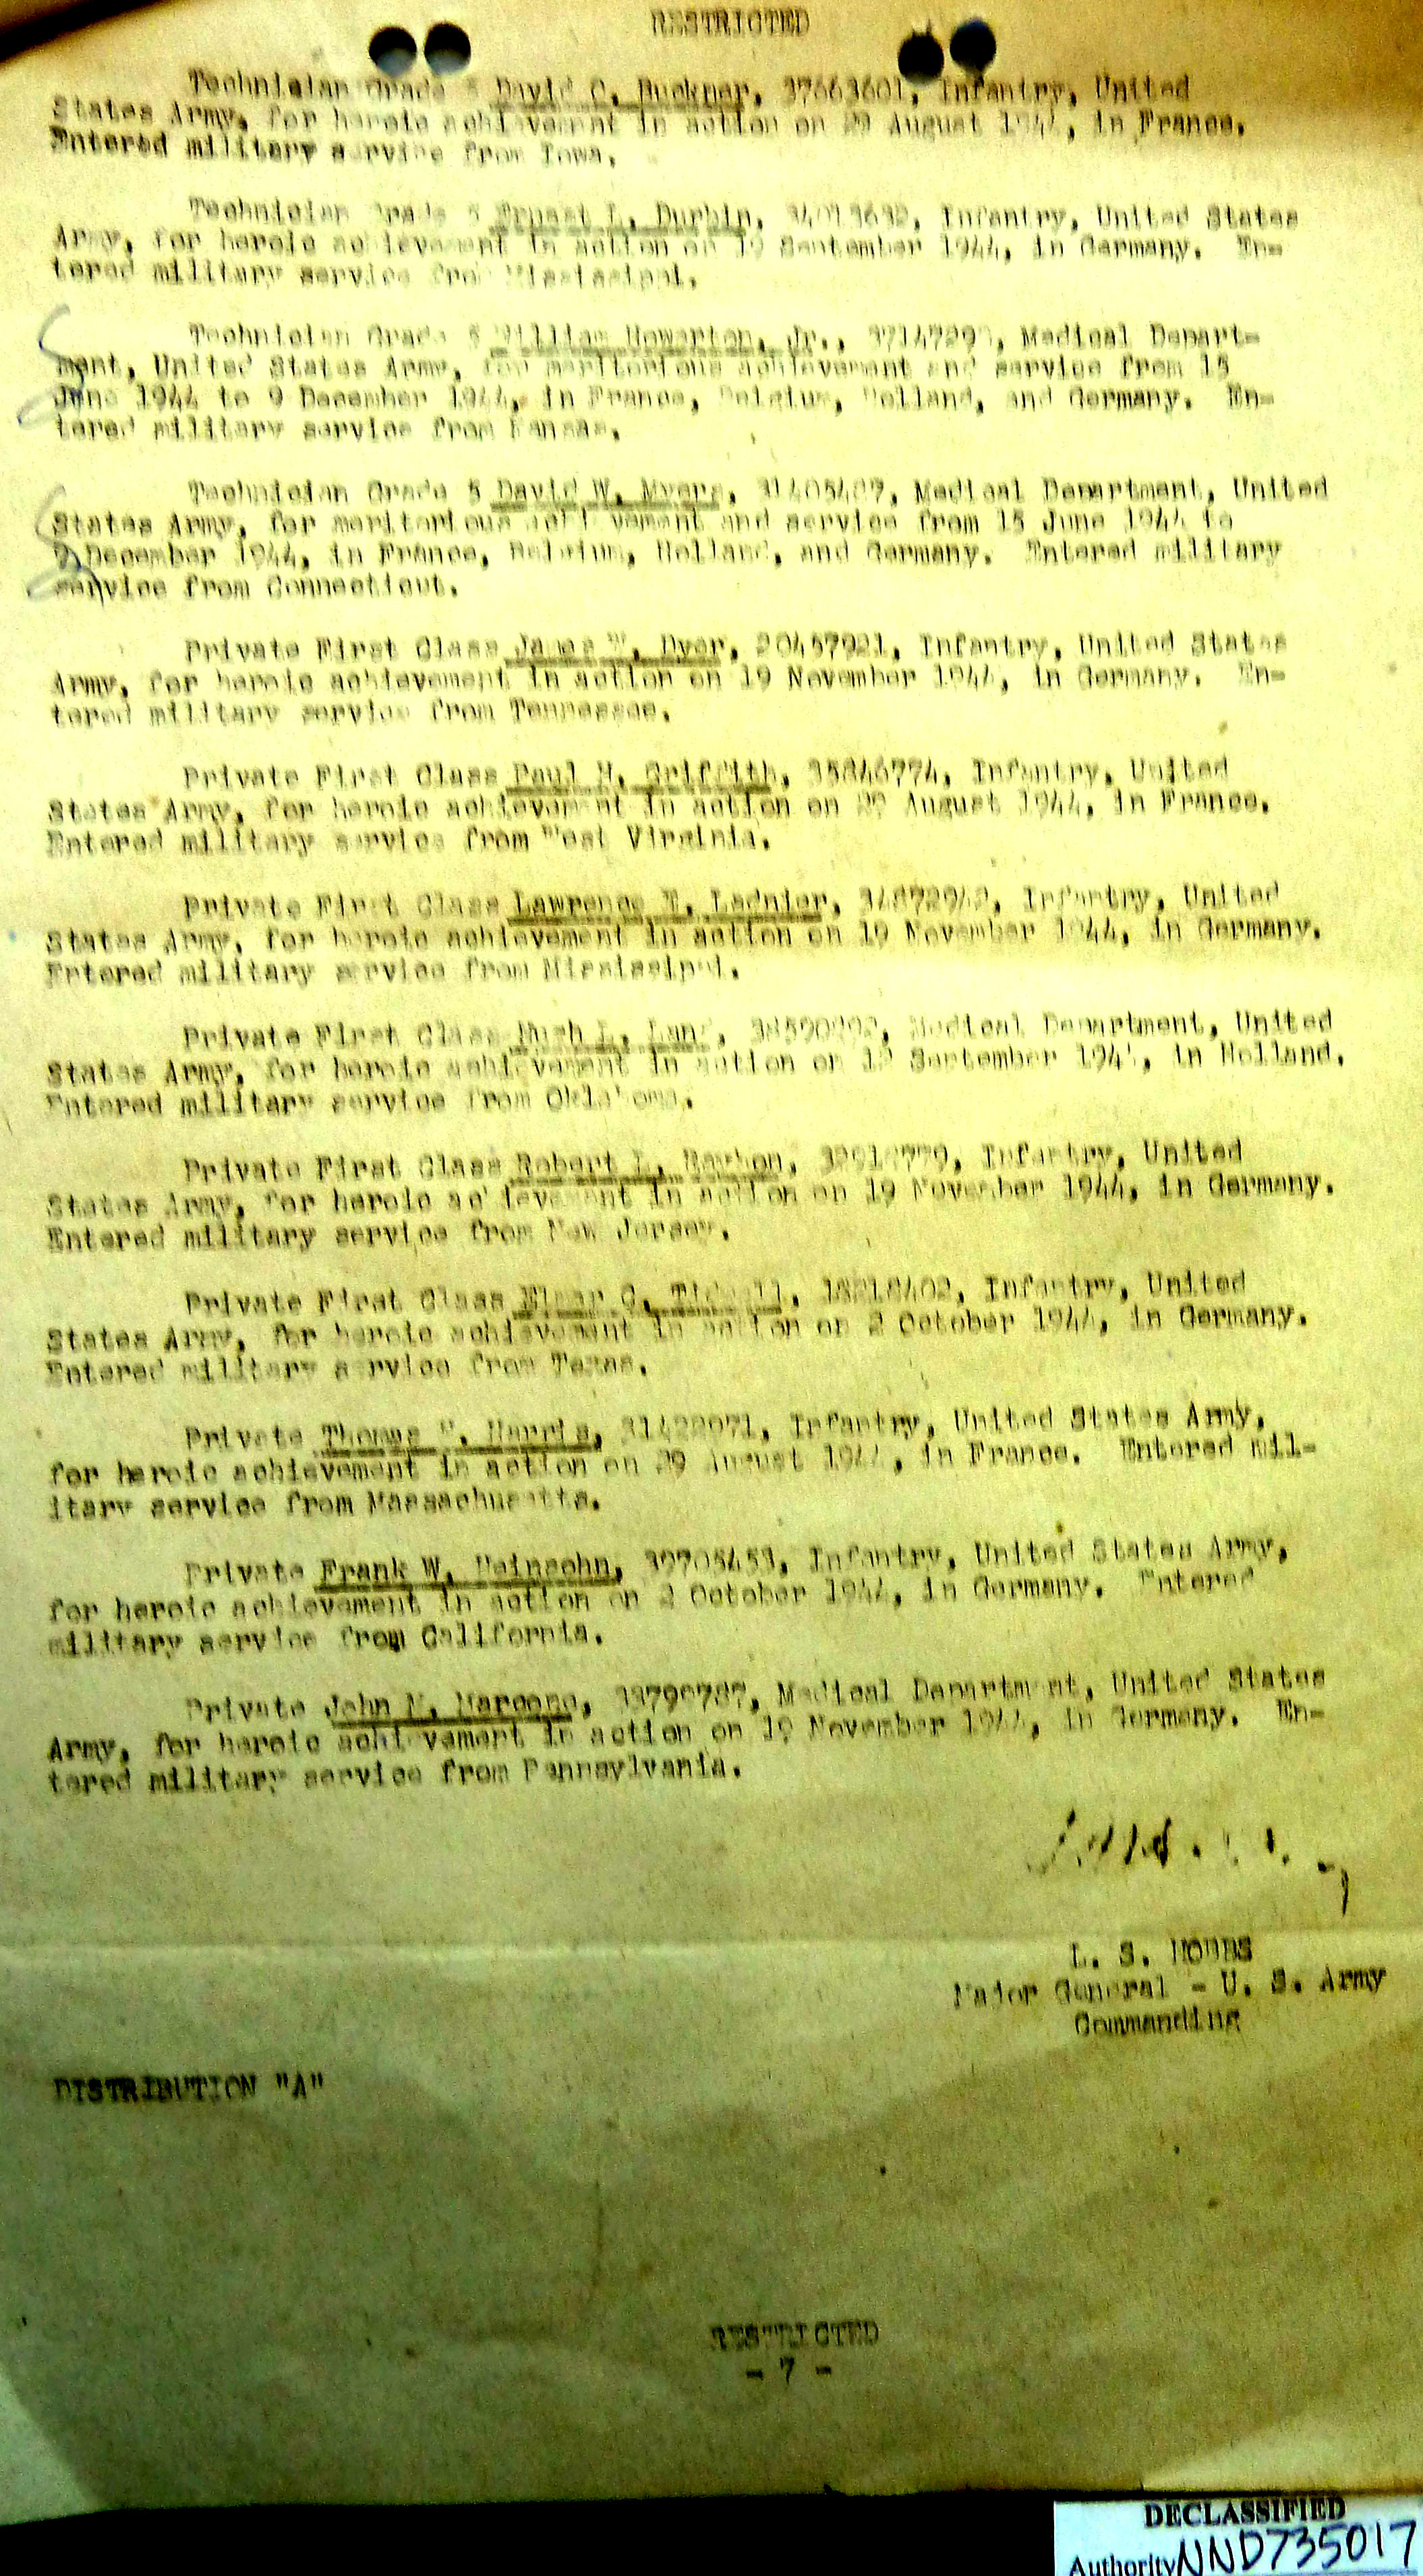 RESTRICTED
Technician Grade 5 David C. Buckner, 37663601, Infantry, United
States Army, for heroic achievement in action on 29 August 1944, in France.
Entered military service from Iowa.
Technician Grade 5 Ernest L. Durbin, Infantry, United States
Army, for heroic achievement in action on 19 September 1944, in Germany. En-
tered military service from Mississippi.
Technician Grade 5 William Howerton, Jr., Medical Depart-
ment, United States Army, for meritorious achievement and service from 15
June 1944 to 9 December 1944, in France, Belgium, Holland, and Germany. En-
tered military service from Kansas.
Technician Grade 5 David W. Myers, 31405407, Medical Department, United
States Army, for meritorious achievement and service from 15 June 1944 to
9 December 1944, in France, Belgium, Holland, and Germany. Entered military
service from Connecticut.
Private First Class James W. Dyer, 20457921, Infantry, United States
Army, for heroic achievement in action on 19 November 1944, in Germany. En-
tered military service from Tennessee.
Private First Class Paul H. Griffith, 35846774, Infantry, United
States Army, for heroic achievement in action on 29 August 1944, in France.
Entered military service from West Virginia.
Private First Class Lawrence Ladnier, 34872942, Infantry, United
States Army, for heroic achievement in action on 19 November 1944, in Germany.
Entered military service from Mississippi.
Private First Class Hugh L. Medical Department, United
States Army, for heroic achievement in action on September 1944, in Holland.
Entered military service from Oklahoma.
Private First Class Robert L. Infantry, United
States Army, for heroic achievement in action on 19 November 1944, in Germany.
Entered military service from New Jersey.
Private First Class Elmer 18218402, Infantry, United
States Army, for heroic achievement in action on 2 October 1944, in Germany.
Entered military service from Texas.
Private Thomas Harris, 31422071, Infantry, United States Army,
for heroic achievement in action on 29 August 1944, in France. Entered mil-
itary service from Massachusetts.
Private Frank W. Heinsohn, 39705453, Infantry, United States Army,
for heroic achievement in action on 2 October 1944, in Germany. Entered
military service from California.
Private John Marcone, 33790787, Medical Department, United States
Army, for heroic achievement in action on 19 November 1944, in Germany. En-
tered military service from Pennsylvania.
L. S. HOBBS
Major General - U. S. Army
Commanding
DISTRIBUTION "A"
RESTRICTED
- 7 -
DECLASSIFIED
Authority NND735017